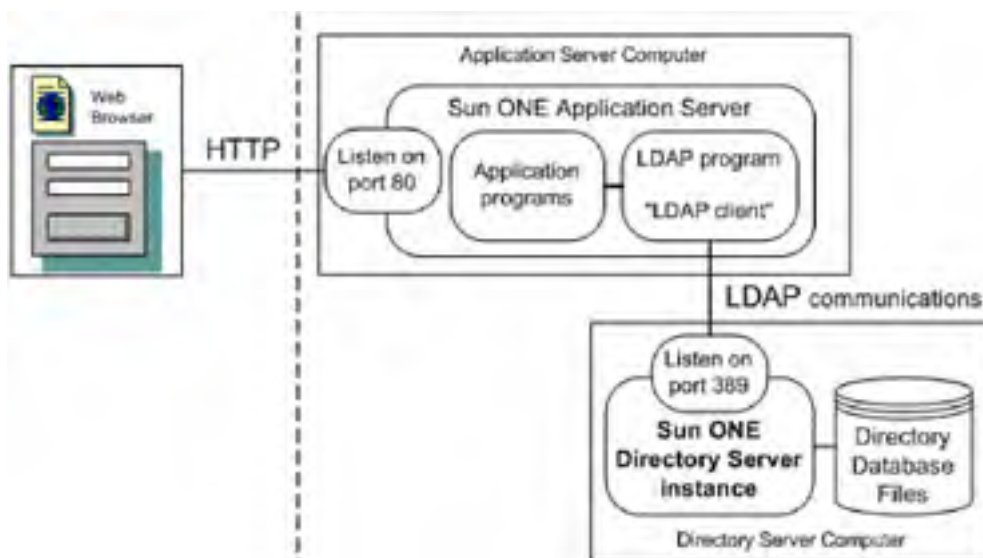 Application Server Computer
Web
Browser
Sun ONE Application Server
HTTP
Listen on
port 80
Application
programs
LDAP program
"LDAP client"
LDAP communications
Listen on
port 389
Sun ONE
Directory Server
instance
Directory
Database
Files
Directory Server Computer